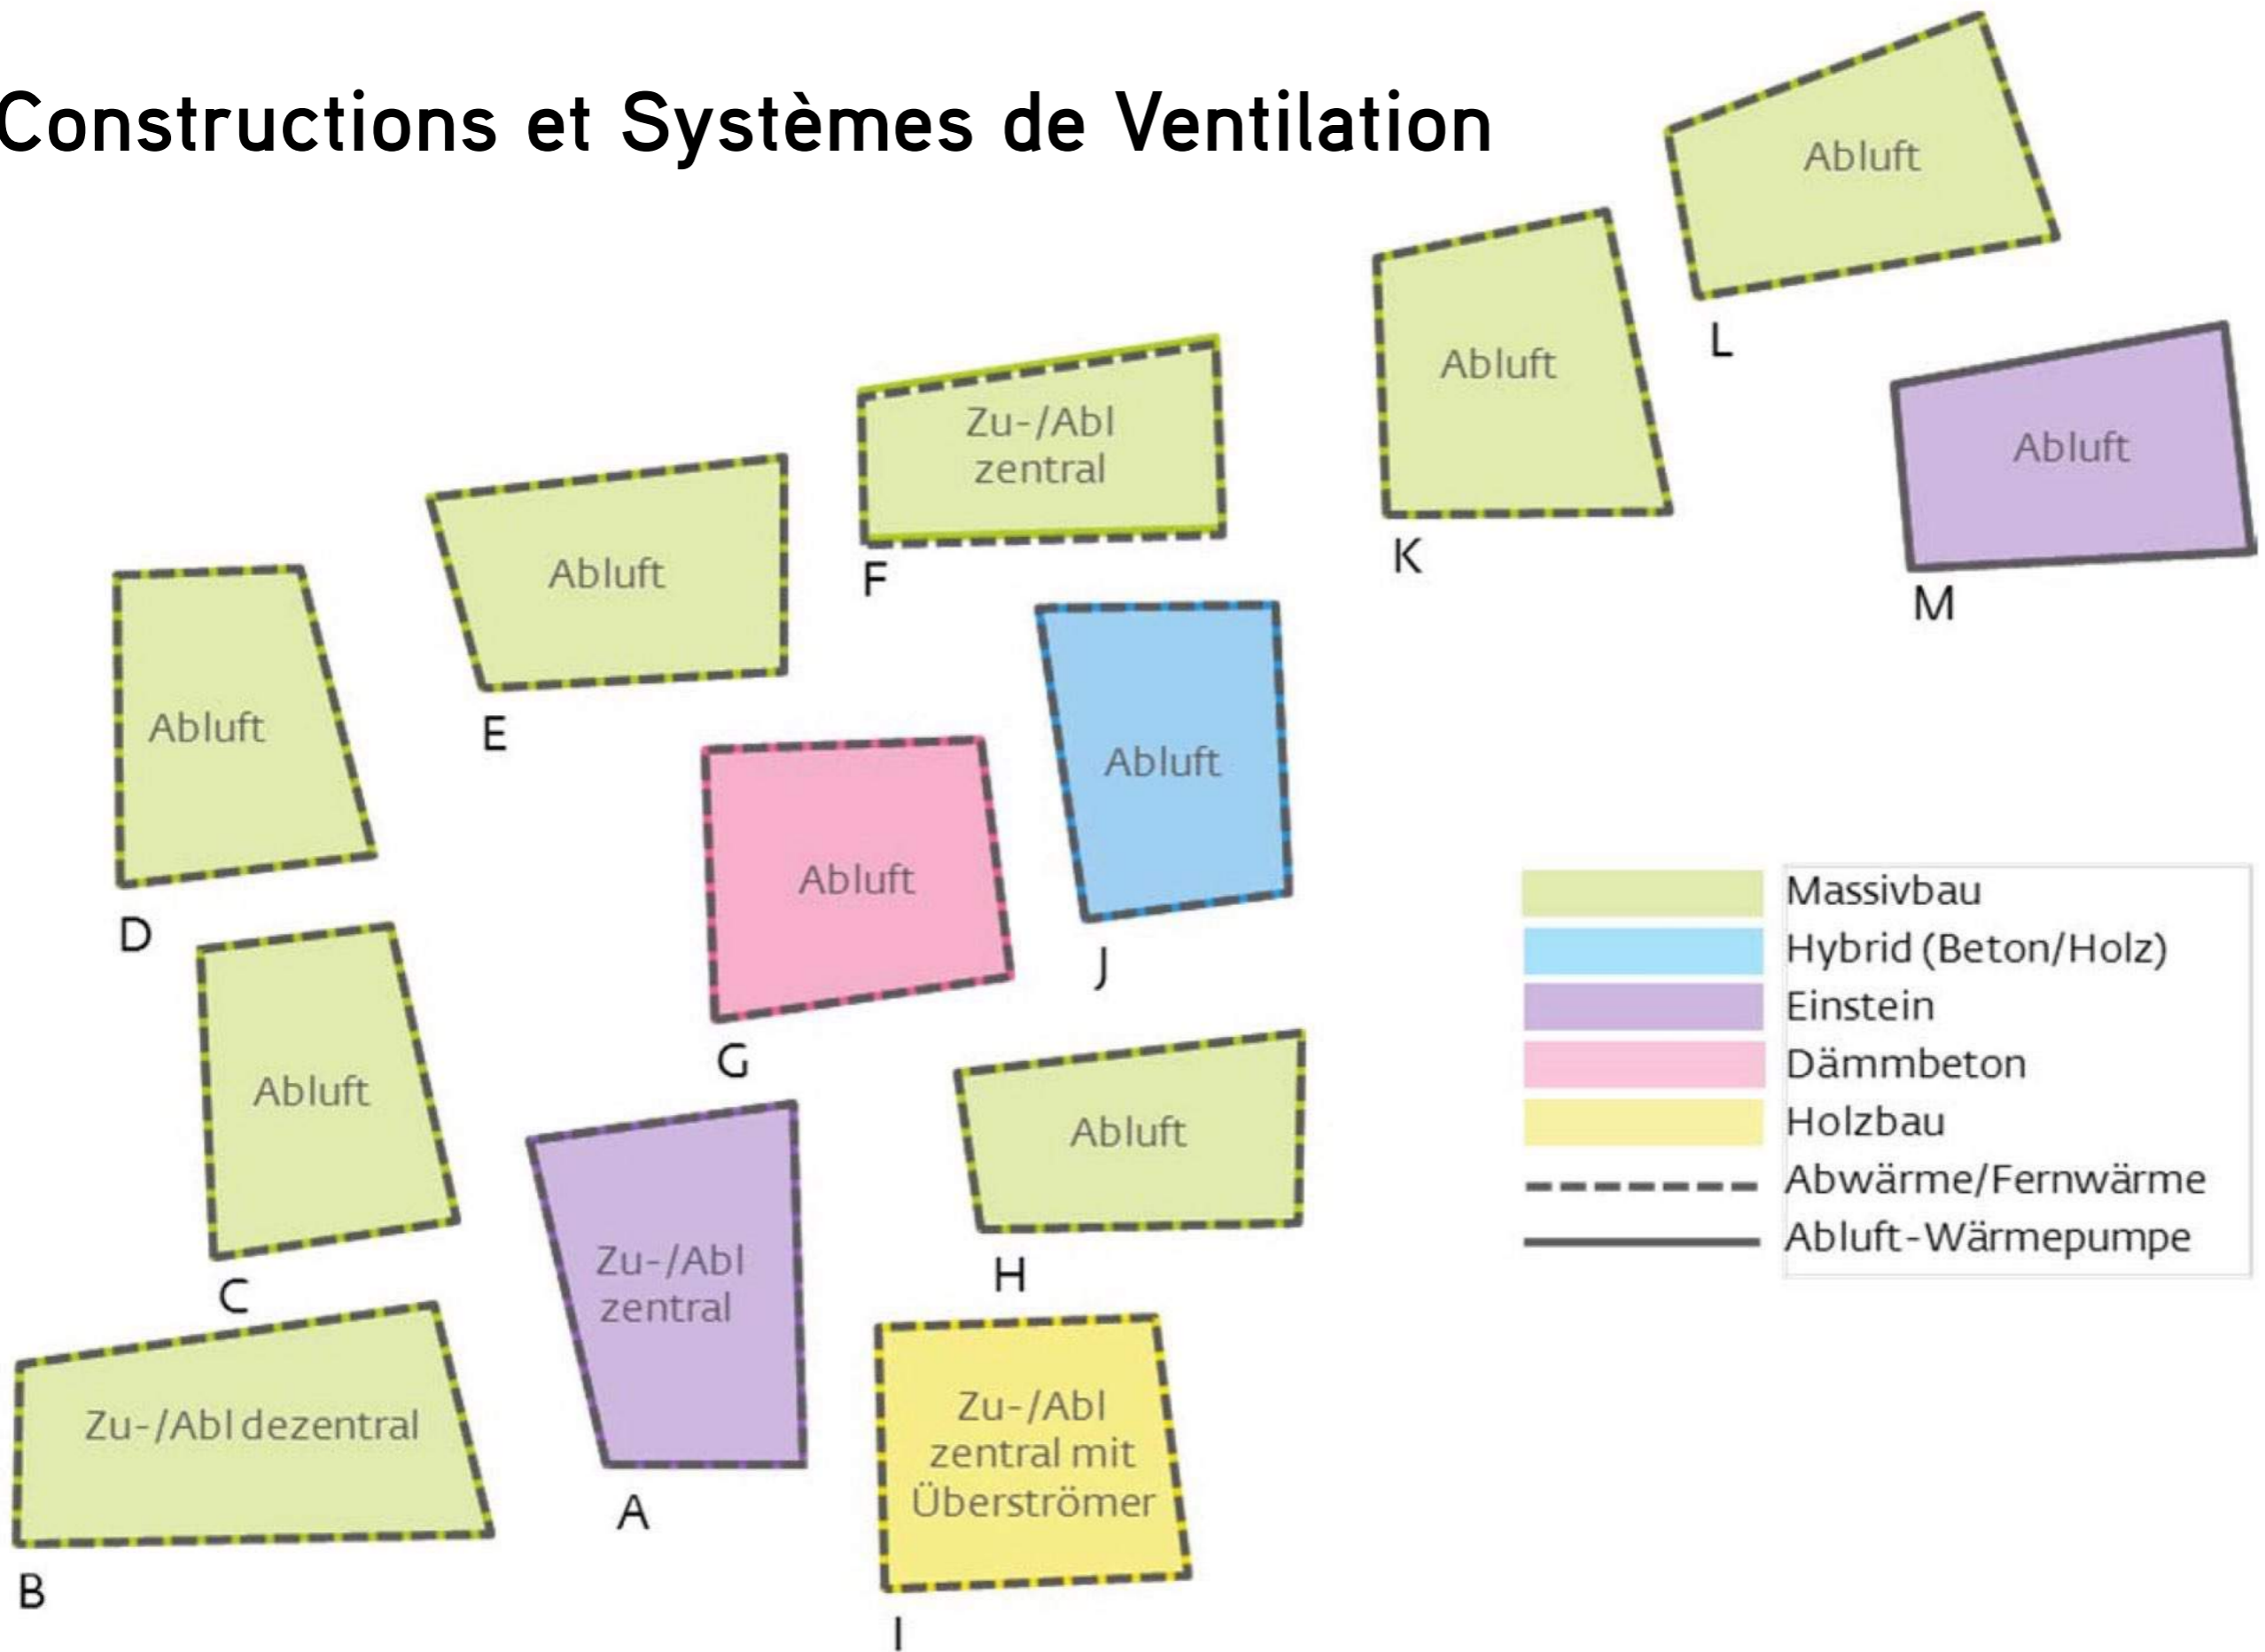 Constructions et Systèmes de Ventilation
Abluft
L
Abluft
K
Abluft
M
Zu-/Abl
zentral
F
Abluft
E
Abluft
D
Abluft
J
Abluft
G
Abluft
C
Abluft
H
Zu-/Abl
zentral
A
Zu-/Abl dezentral
B
Zu-/Abl
zentral mit
Überströmer
I
Massivbau
Hybrid (Beton/Holz)
Einstein
Dämmbeton
Holzbau
Abwärme/Fernwärme
Abluft-Wärmepumpe